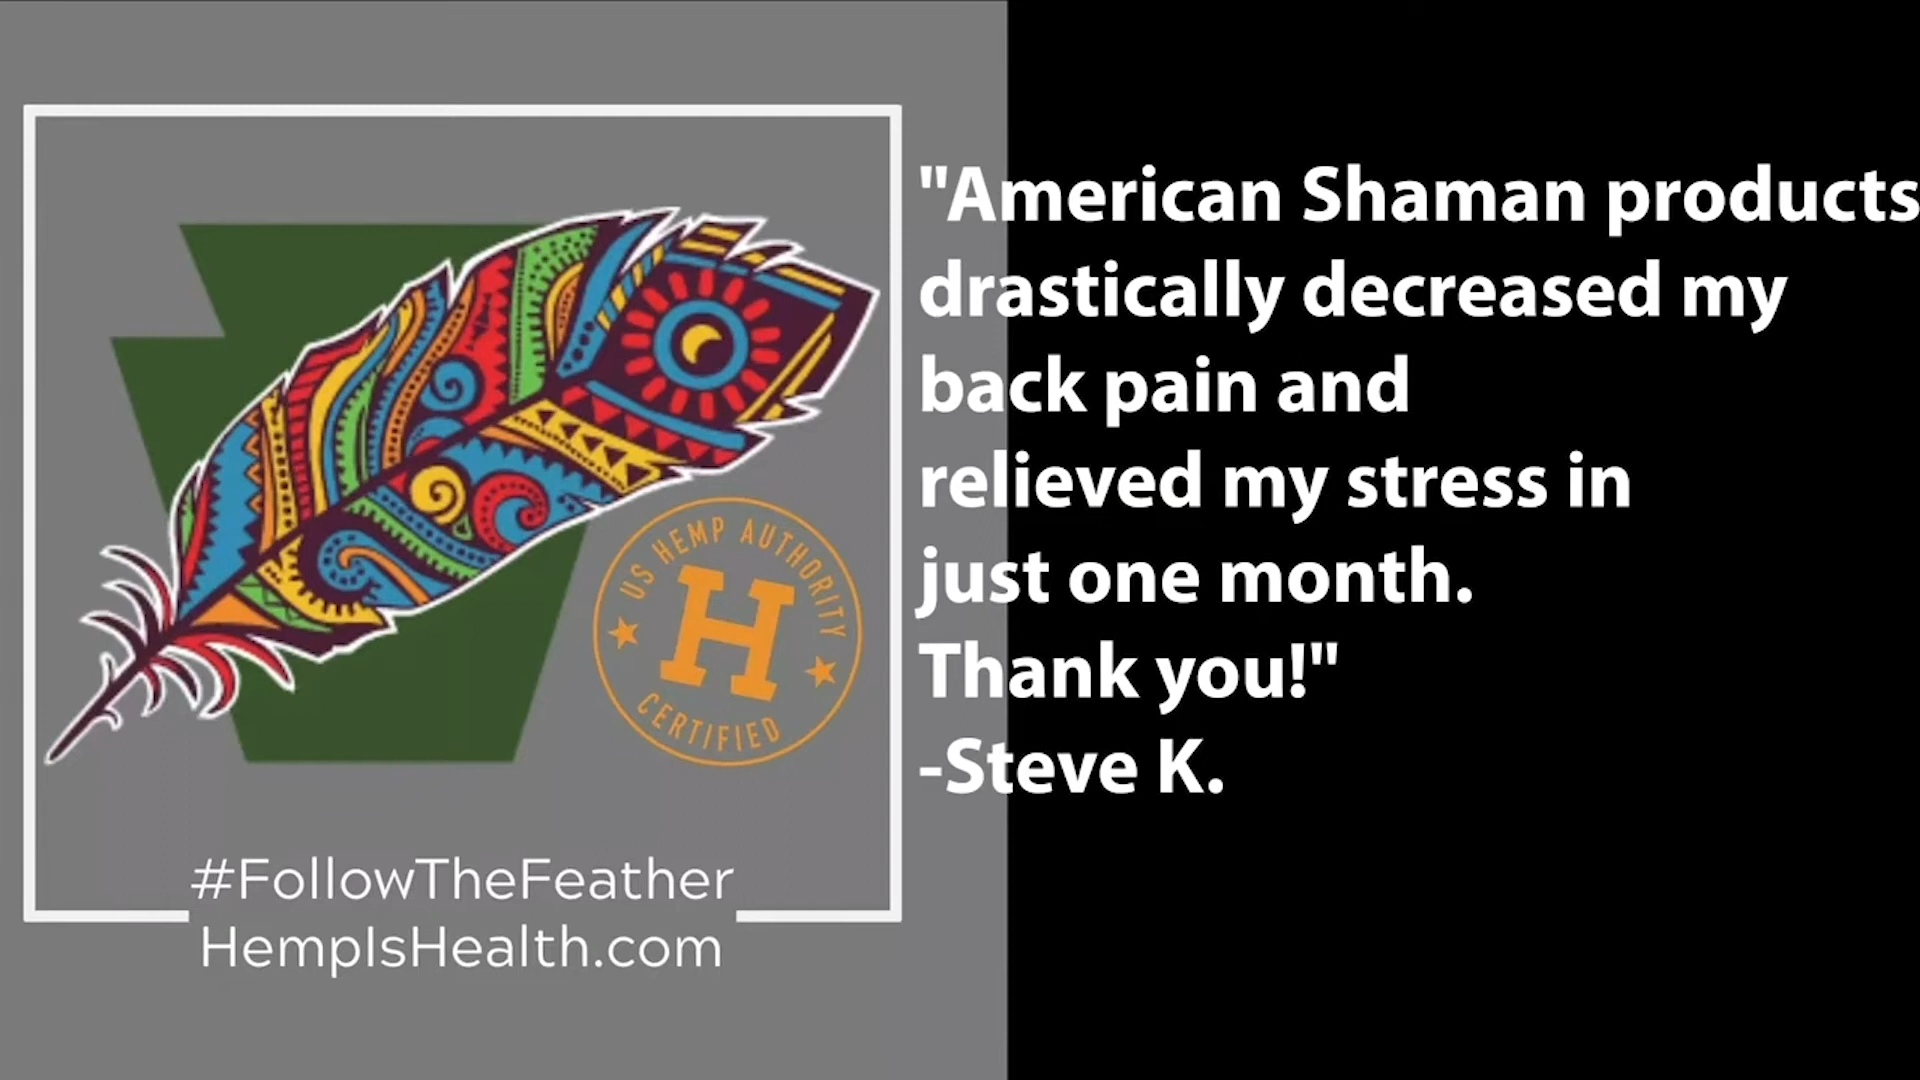 "American Shaman products
drastically decreased my
back pain and
relieved my stress in
just one month.
Thank you!"
-Steve K.
US HEMP AUTHORITY
H
CERTIFIED
#FollowTheFeather
HempIsHealth.com